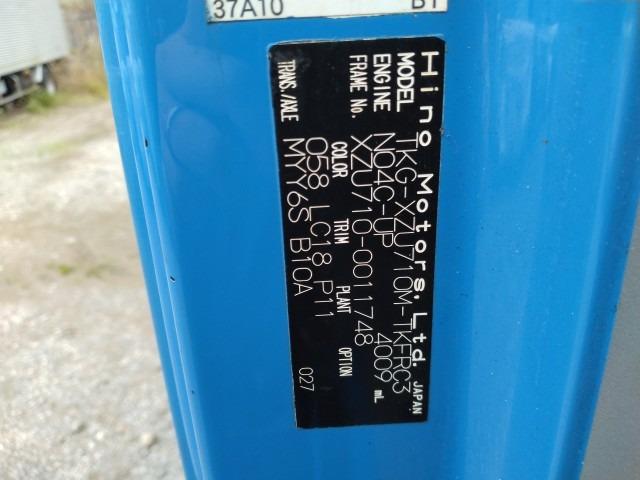 37A10 B1
Hino Motors, Ltd. JAPAN
MODEL TKG-XZU710M-TKFRC3
ENGINE N04C-UP 4009 mL
FRAME No. XZU710-0011748
COLOR TRIM PLANT OPTION
058 LC18 P11 027
TRANS./AXLE MYY6S B10A